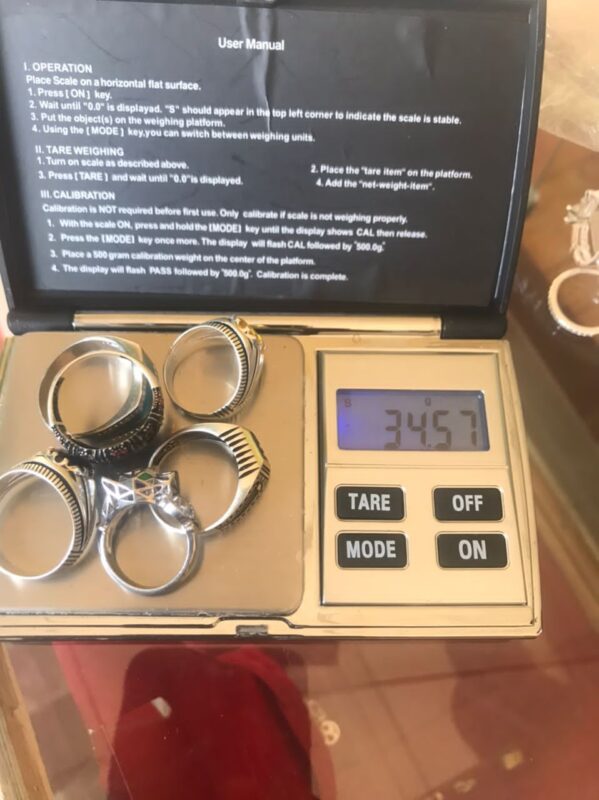 User Manual
I. OPERATION
Place Scale on a horizontal flat surface.
1. Press [ON] key.
2. Wait until "0.0" is displayad. "S" should appear in the top left corner to indicate the scale is stable.
3. Put the object(s) on the weighing platform.
4. Using the [MODE] key,you can switch between weighing units.
II. TARE WEIGHING
1. Turn on scale as described above.
2. Place the "tare item" on the platform.
3. Press [TARE] and wait until "0.0"is displayed.
4. Add the "net-weight-item".
III. CALIBRATION
Calibration is NOT required before first use. Only calibrate if scale is not weighing properly.
1. With the scale ON, press and hold the [MODE] key until the display shows CAL then release.
2. Press the [MODE] key once more. The display will flash CAL followed by "500.0g"
3. Place a 500 gram calibration weight on the center of the platform.
4. The display will flash PASS followed by "500.0g". Calibration is complete.
34.57
TARE OFF
MODE ON